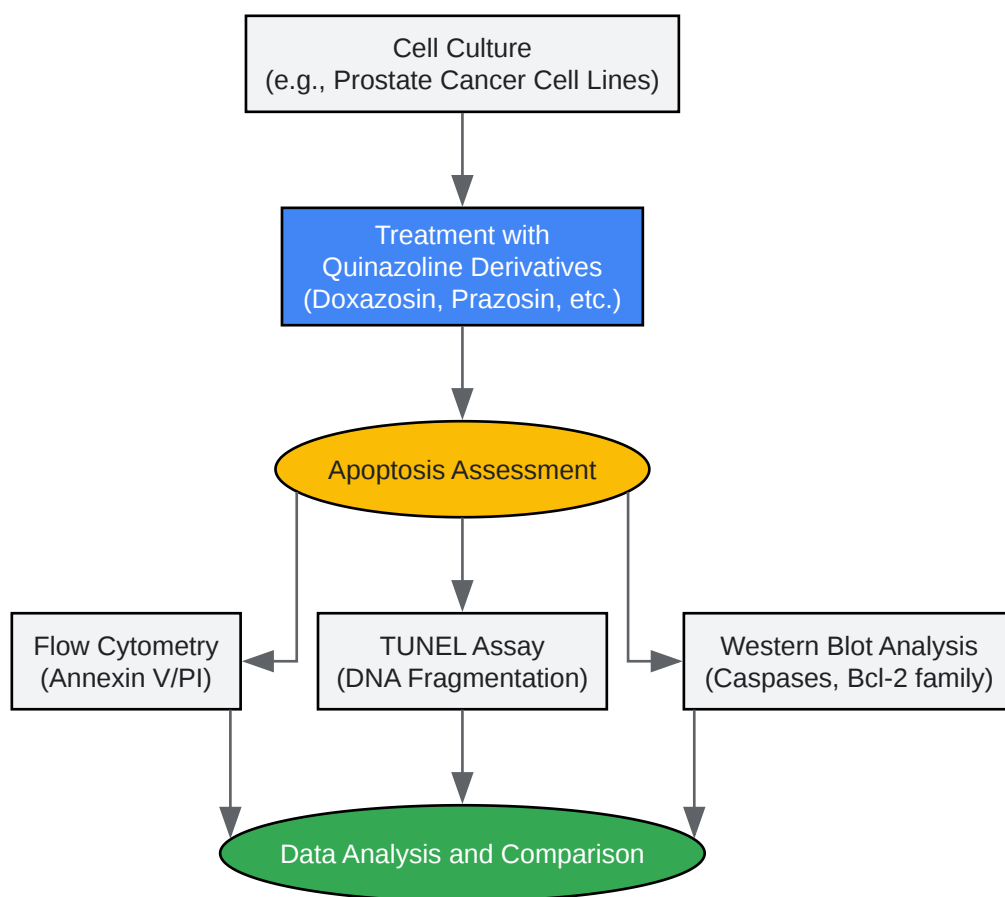 Cell Culture
(e.g., Prostate Cancer Cell Lines)
Treatment with
Quinazoline Derivatives
(Doxazosin, Prazosin, etc.)
Apoptosis Assessment
Flow Cytometry
(Annexin V/PI)
TUNEL Assay
(DNA Fragmentation)
Western Blot Analysis
(Caspases, Bcl-2 family)
Data Analysis and Comparison